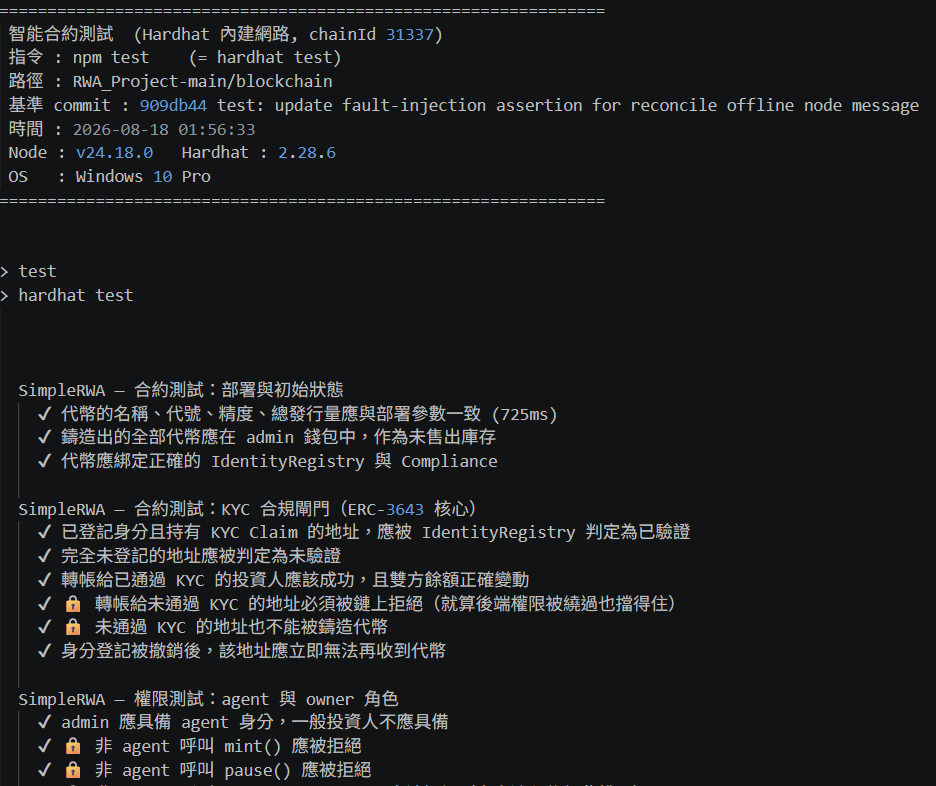 ================================================================
智能合約測試 (Hardhat 內建網路, chainId 31337)
指令 : npm test (= hardhat test)
路徑 : RWA_Project-main/blockchain
基準 commit : 909db44 test: update fault-injection assertion for reconcile offline node message
時間 : 2026-08-18 01:56:33
Node : v24.18.0 Hardhat : 2.28.6
OS : Windows 10 Pro
================================================================
> test
> hardhat test
SimpleRWA — 合約測試：部署與初始狀態
✓ 代幣的名稱、代號、精度、總發行量應與部署參數一致 (725ms)
✓ 鑄造出的全部代幣應在 admin 錢包中，作為未售出庫存
✓ 代幣應綁定正確的 IdentityRegistry 與 Compliance
SimpleRWA — 合約測試：KYC 合規閘門（ERC-3643 核心）
✓ 已登記身分且持有 KYC Claim 的地址，應被 IdentityRegistry 判定為已驗證
✓ 完全未登記的地址應被判定為未驗證
✓ 轉帳給已通過 KYC 的投資人應該成功，且雙方餘額正確變動
✓ 🔒 轉帳給未通過 KYC 的地址必須被鏈上拒絕（就算後端權限被繞過也擋得住）
✓ 🔒 未通過 KYC 的地址也不能被鑄造代幣
✓ 身分登記被撤銷後，該地址應立即無法再收到代幣
SimpleRWA — 權限測試：agent 與 owner 角色
✓ admin 應具備 agent 身分，一般投資人不應具備
✓ 🔒 非 agent 呼叫 mint() 應被拒絕
✓ 🔒 非 agent 呼叫 pause() 應被拒絕